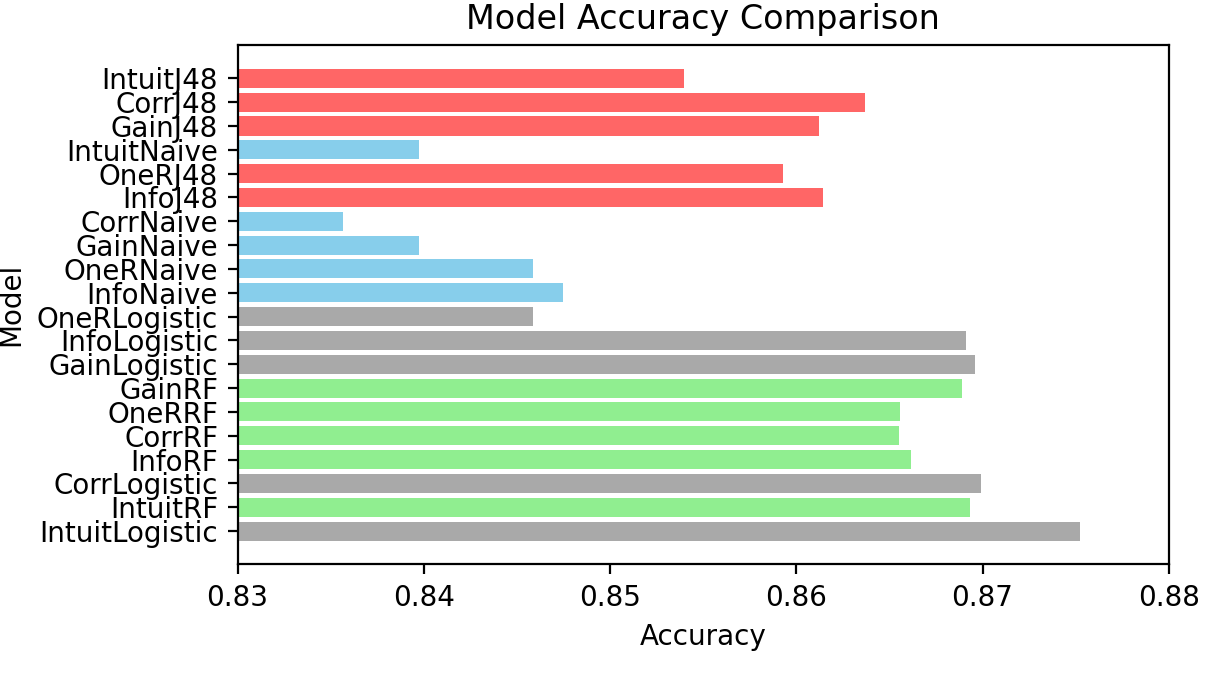 Model Accuracy Comparison
IntuitJ48
CorrJ48
GainJ48
IntuitNaive
OneRJ48
InfoJ48
CorrNaive
GainNaive
OneRNaive
InfoNaive
OneRLogistic
InfoLogistic
GainLogistic
GainRF
OneRRF
CorrRF
InfoRF
CorrLogistic
IntuitRF
IntuitLogistic
Model
0.83 0.84 0.85 0.86 0.87 0.88
Accuracy